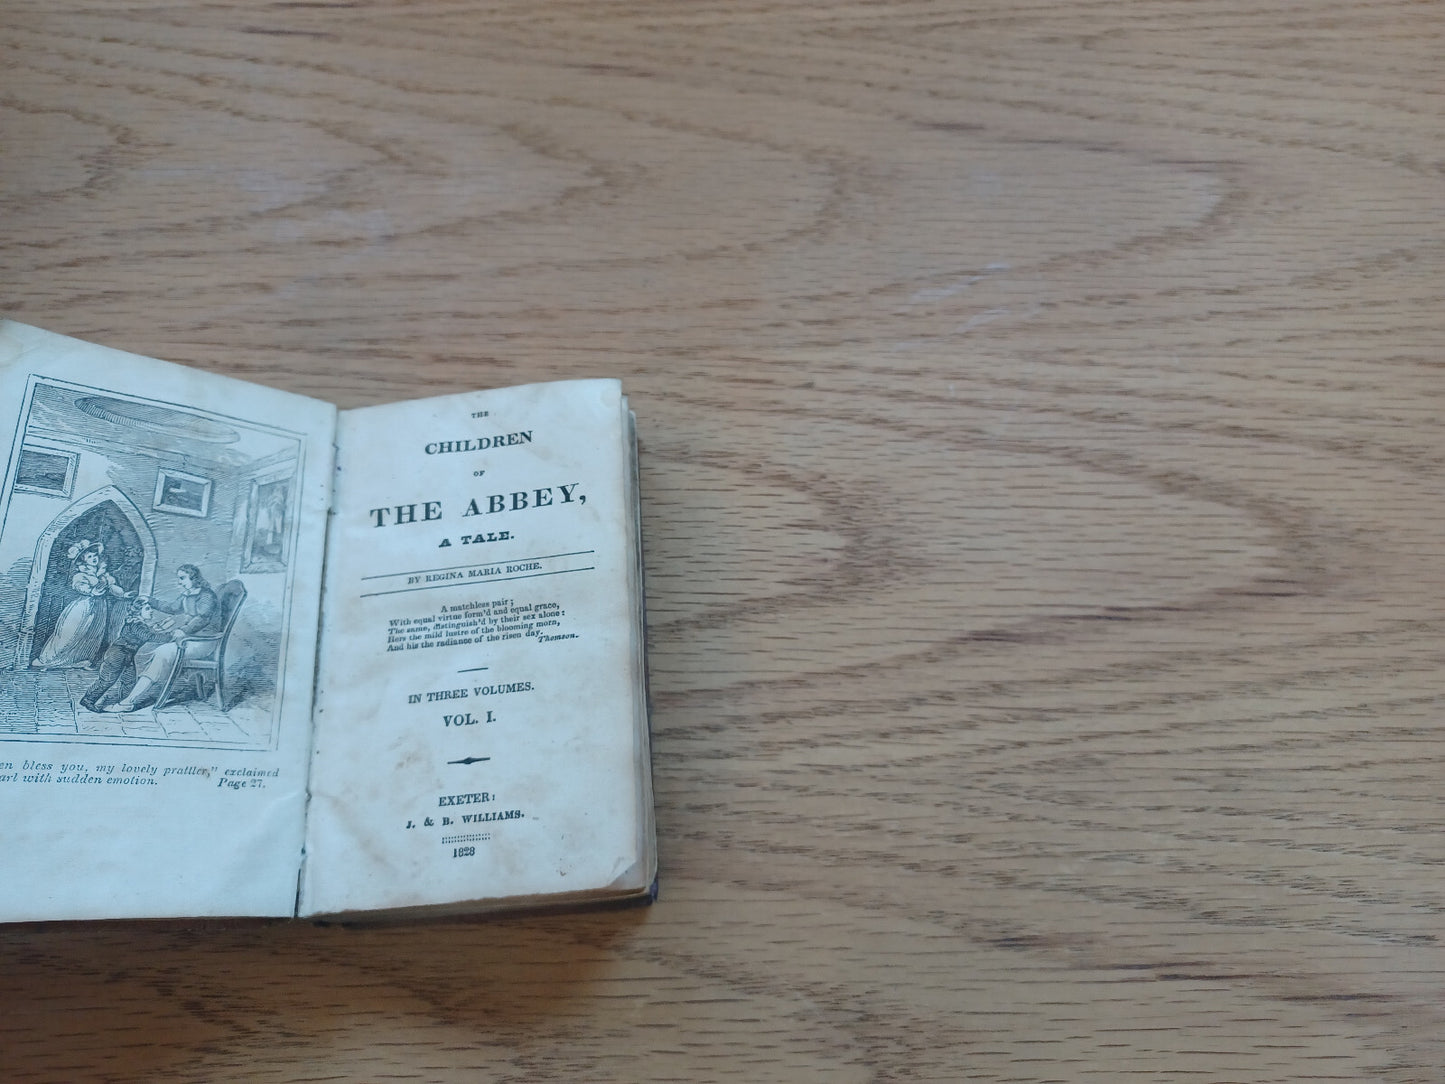 en bless you, my lovely prattler," exclaimed
arl with sudden emotion. Page 27.
THE
CHILDREN
OF
THE ABBEY,
A TALE.
BY REGINA MARIA ROCHE.
A matchless pair;
With equal virtue form'd and equal grace,
The same, distinguish'd by their sex alone:
Hers the mild lustre of the blooming morn,
And his the radiance of the risen day.
Thomson.
IN THREE VOLUMES.
VOL. I.
EXETER:
J. & B. WILLIAMS.
1828